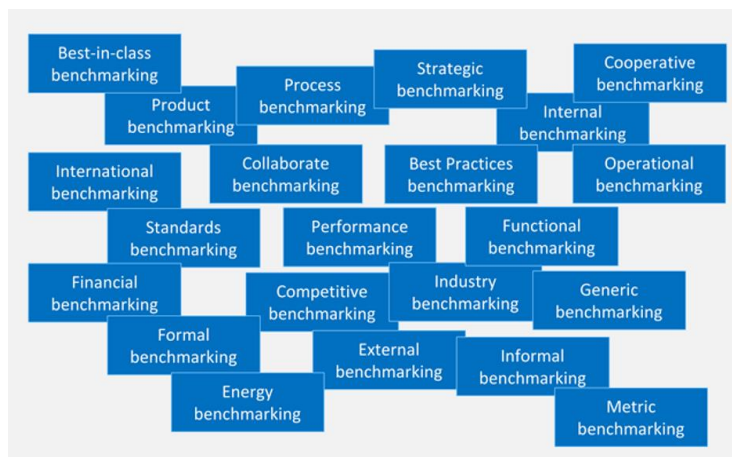 Best-in-class
benchmarking
Product
benchmarking
Process
benchmarking
Strategic
benchmarking
Cooperative
benchmarking
Internal
benchmarking
International
benchmarking
Collaborate
benchmarking
Best Practices
benchmarking
Operational
benchmarking
Standards
benchmarking
Performance
benchmarking
Functional
benchmarking
Financial
benchmarking
Competitive
benchmarking
Industry
benchmarking
Generic
benchmarking
Formal
benchmarking
External
benchmarking
Informal
benchmarking
Energy
benchmarking
Metric
benchmarking